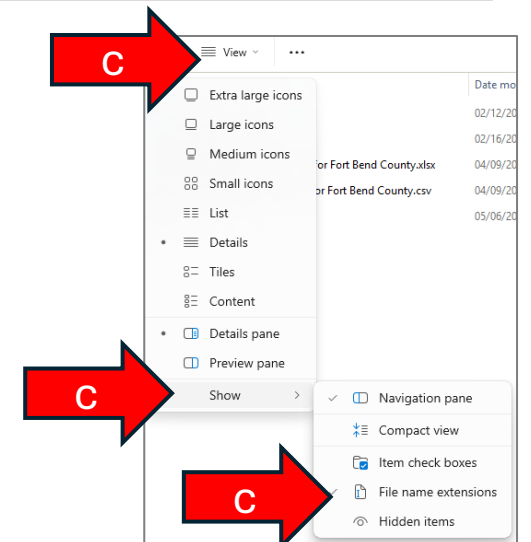 C
View
...
Date mo
Extra large icons
02/12/20
Large icons
02/16/20
Medium icons
or Fort Bend County.xlsx
04/09/20
Small icons
or Fort Bend County.csv
04/09/20
List
05/06/20
Details
Tiles
Content
Details pane
Preview pane
C
Show
Navigation pane
Compact view
Item check boxes
C
File name extensions
Hidden items